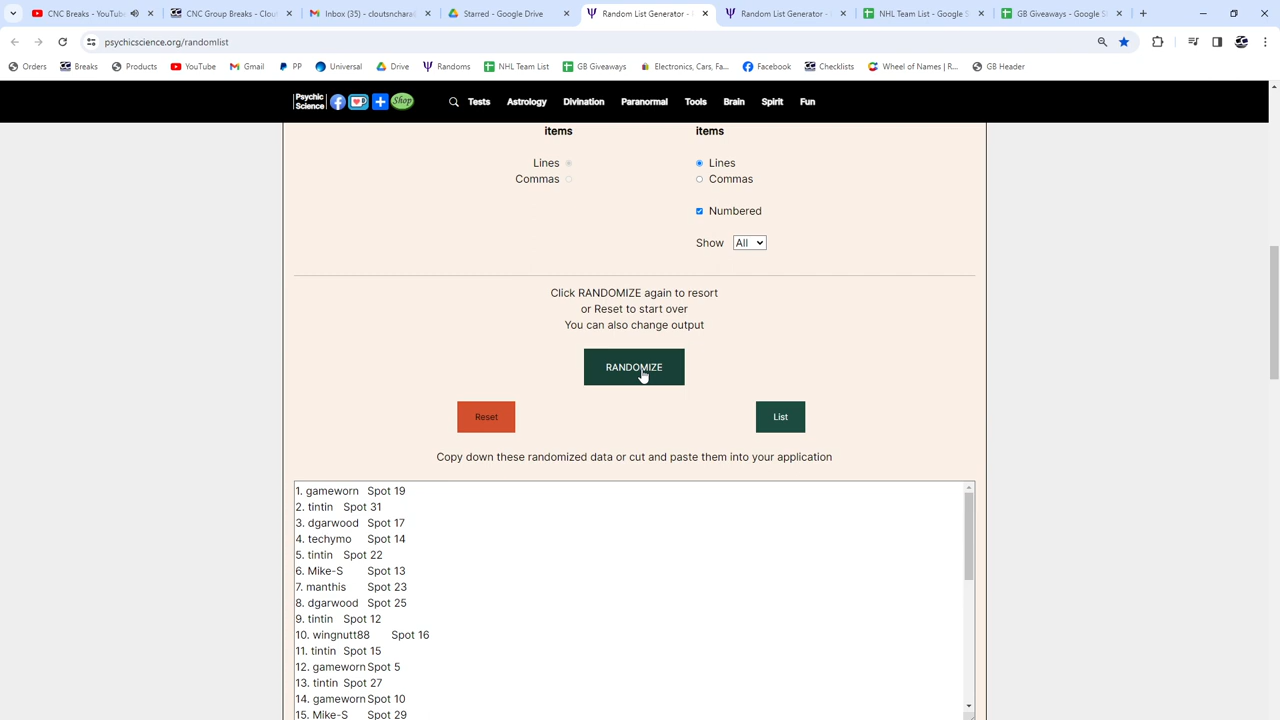 CNC Breaks - YouTube
CNC Group Breaks - Clou
Inbox (35) - cloutsnchara
Starred - Google Drive
Random List Generator -
Random List Generator -
NHL Team List - Google S
GB Giveaways - Google S
psychicscience.org/randomlist
Orders
Breaks
Products
YouTube
Gmail
PP
Universal
Drive
Randoms
NHL Team List
GB Giveaways
Electronics, Cars, Fa...
Facebook
Checklists
Wheel of Names | R...
GB Header
Psychic
Science
Shop
Tests
Astrology
Divination
Paranormal
Tools
Brain
Spirit
Fun
items
items
Lines
Lines
Commas
Commas
Numbered
Show All
Click RANDOMIZE again to resort
or Reset to start over
You can also change output
RANDOMIZE
Reset
List
Copy down these randomized data or cut and paste them into your application
1. gameworn Spot 19
2. tintin Spot 31
3. dgarwood Spot 17
4. techymo Spot 14
5. tintin Spot 22
6. Mike-S Spot 13
7. manthis Spot 23
8. dgarwood Spot 25
9. tintin Spot 12
10. wingnutt88 Spot 16
11. tintin Spot 15
12. gameworn Spot 5
13. tintin Spot 27
14. gameworn Spot 10
15. Mike-S Spot 29